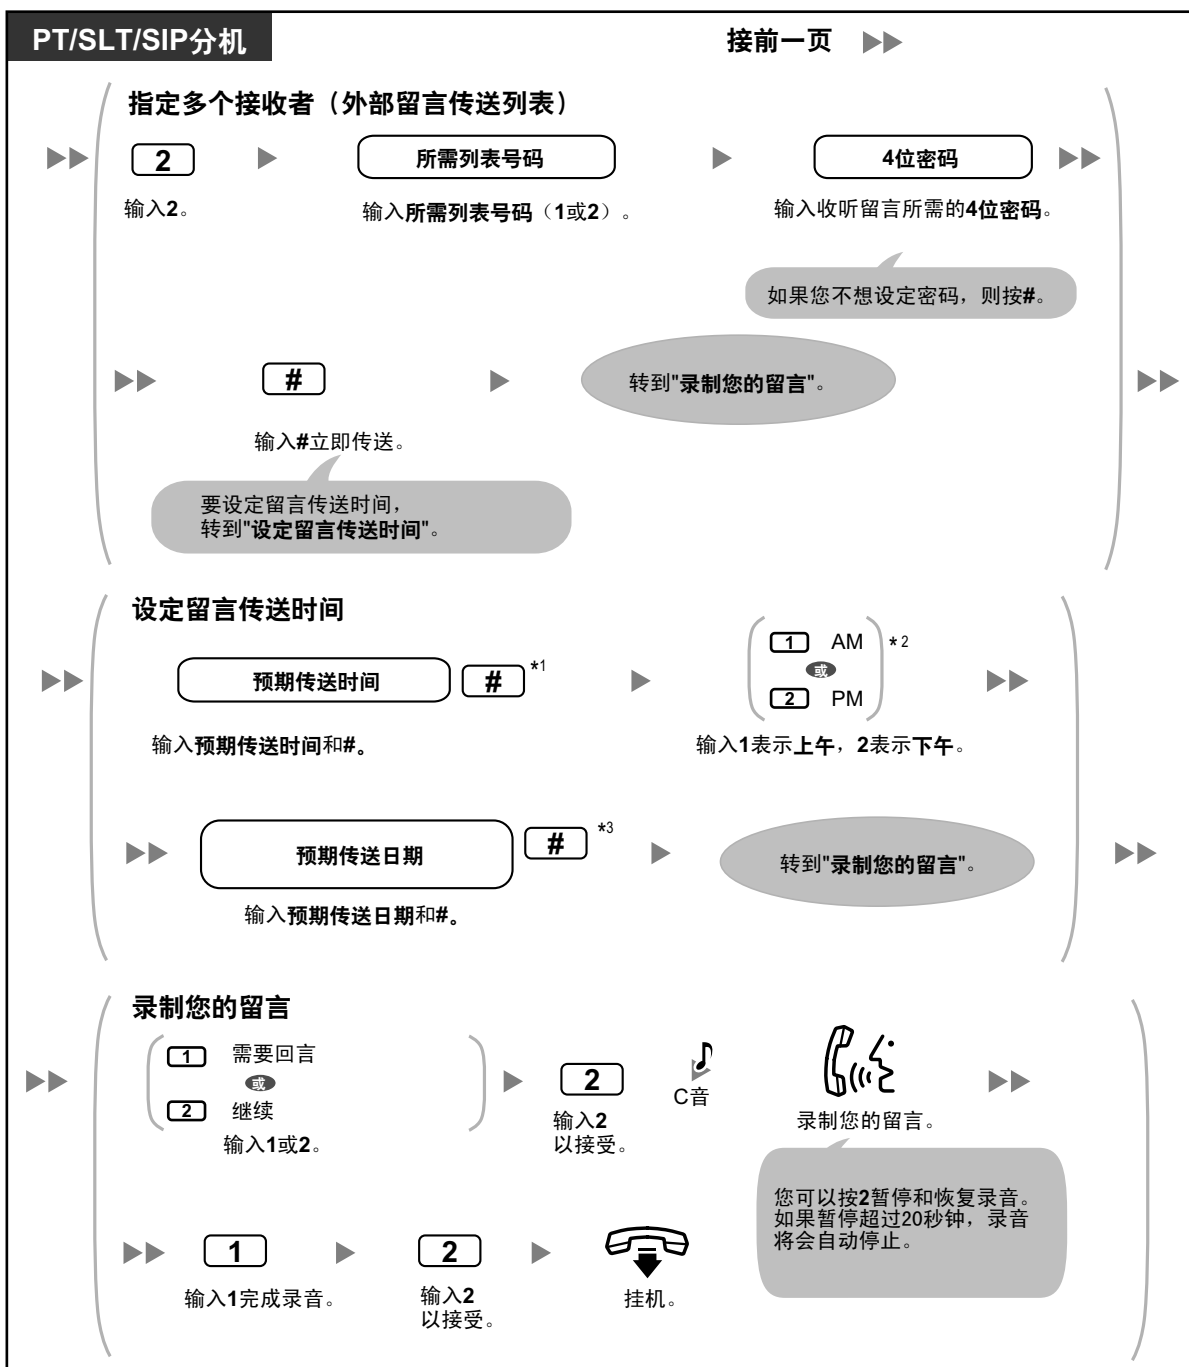 PT/SLT/SIP分机
接前一页
指定多个接收者（外部留言传送列表）
2
所需列表号码
4位密码
输入2。
输入所需列表号码（1或2）。
输入收听留言所需的4位密码。
如果您不想设定密码，则按#。
#
转到"录制您的留言"。
输入#立即传送。
要设定留言传送时间，
转到"设定留言传送时间"。
设定留言传送时间
预期传送时间 # *1
1 AM *2
或
2 PM
输入预期传送时间和#。
输入1表示上午，2表示下午。
预期传送日期 # *3
转到"录制您的留言"。
输入预期传送日期和#。
录制您的留言
1 需要回言
或
2 继续
输入1或2。
2
输入2
以接受。
C音
录制您的留言。
您可以按2暂停和恢复录音。
如果暂停超过20秒钟，录音
将会自动停止。
1
2
输入1完成录音。
输入2
以接受。
挂机。